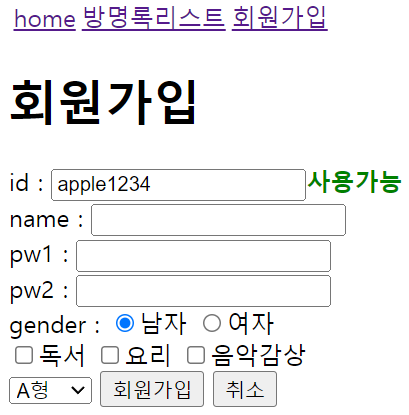 home 방명록리스트 회원가입
회원가입
id : apple1234 사용가능
name :
pw1 :
pw2 :
gender : 남자 여자
독서 요리 음악감상
A형 회원가입 취소